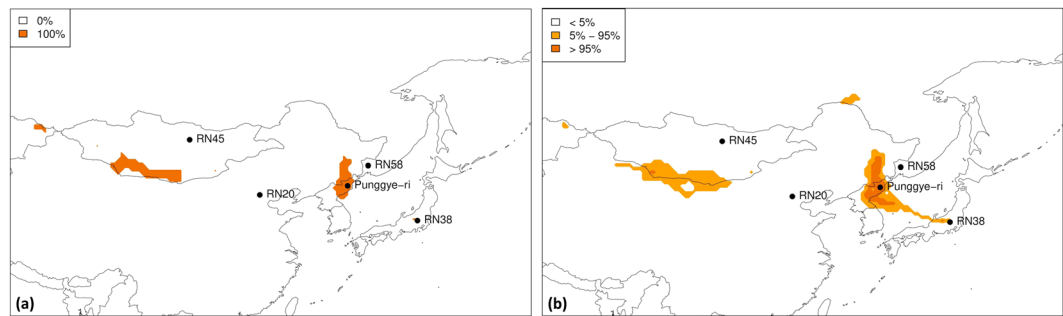 0%
100%
RN45
RN58
Punggye−ri
RN20
RN38
(a)
< 5%
5% − 95%
> 95%
RN45
RN58
Punggye−ri
RN20
RN38
(b)